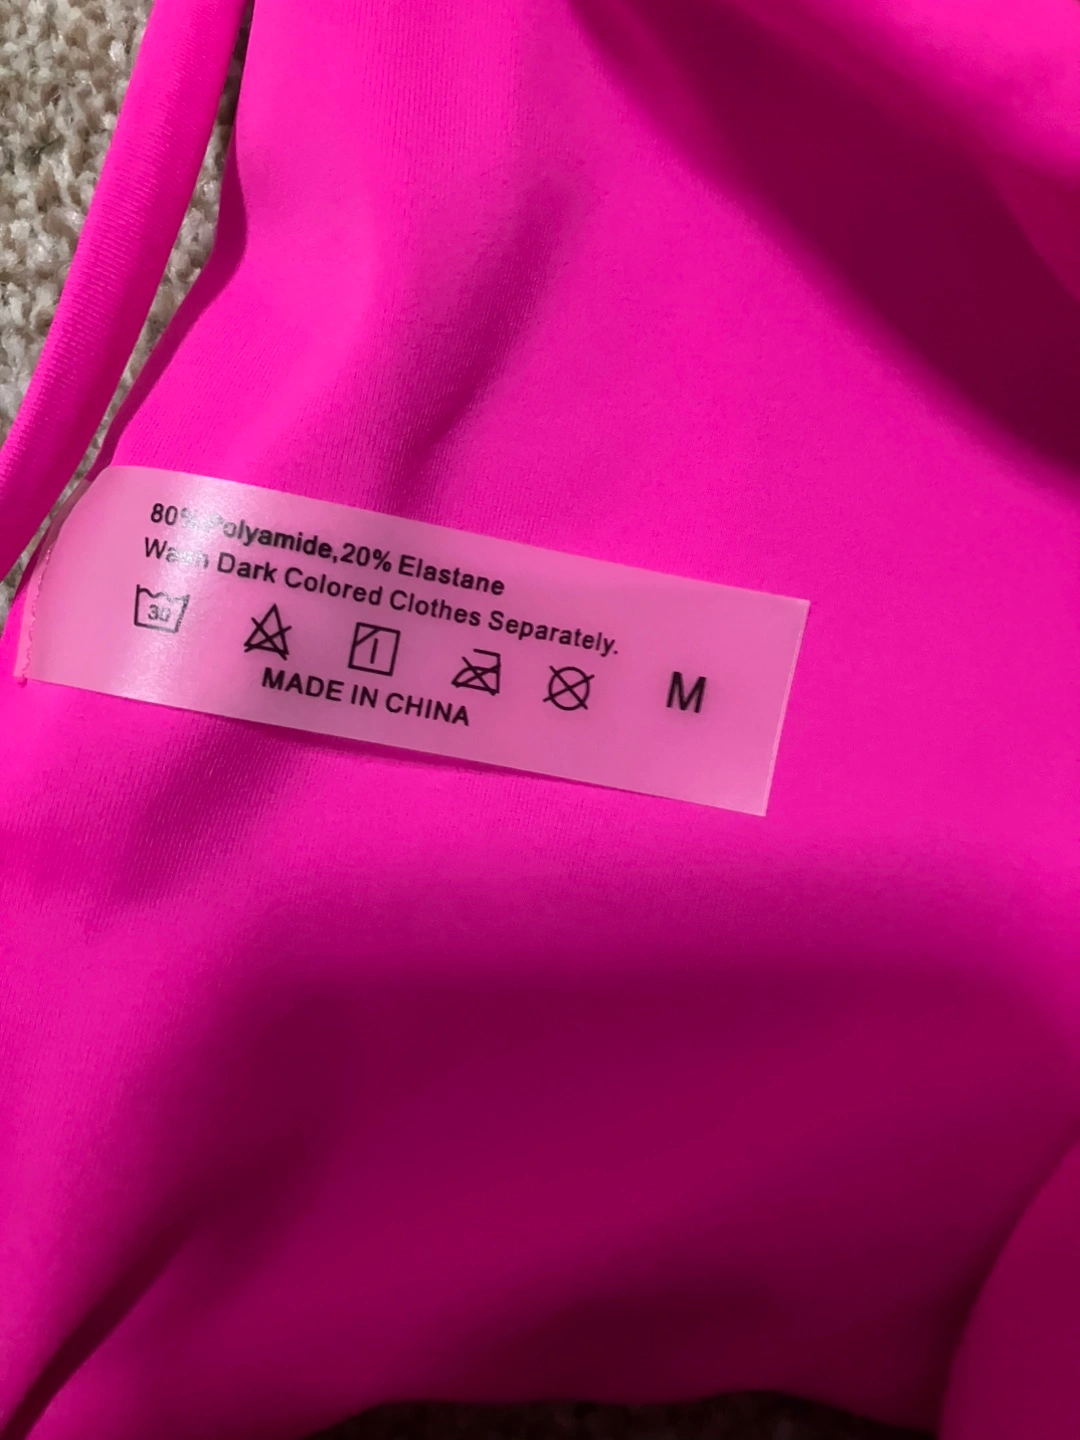 80% Polyamide,20% Elastane
Wash Dark Colored Clothes Separately.
30
M
MADE IN CHINA